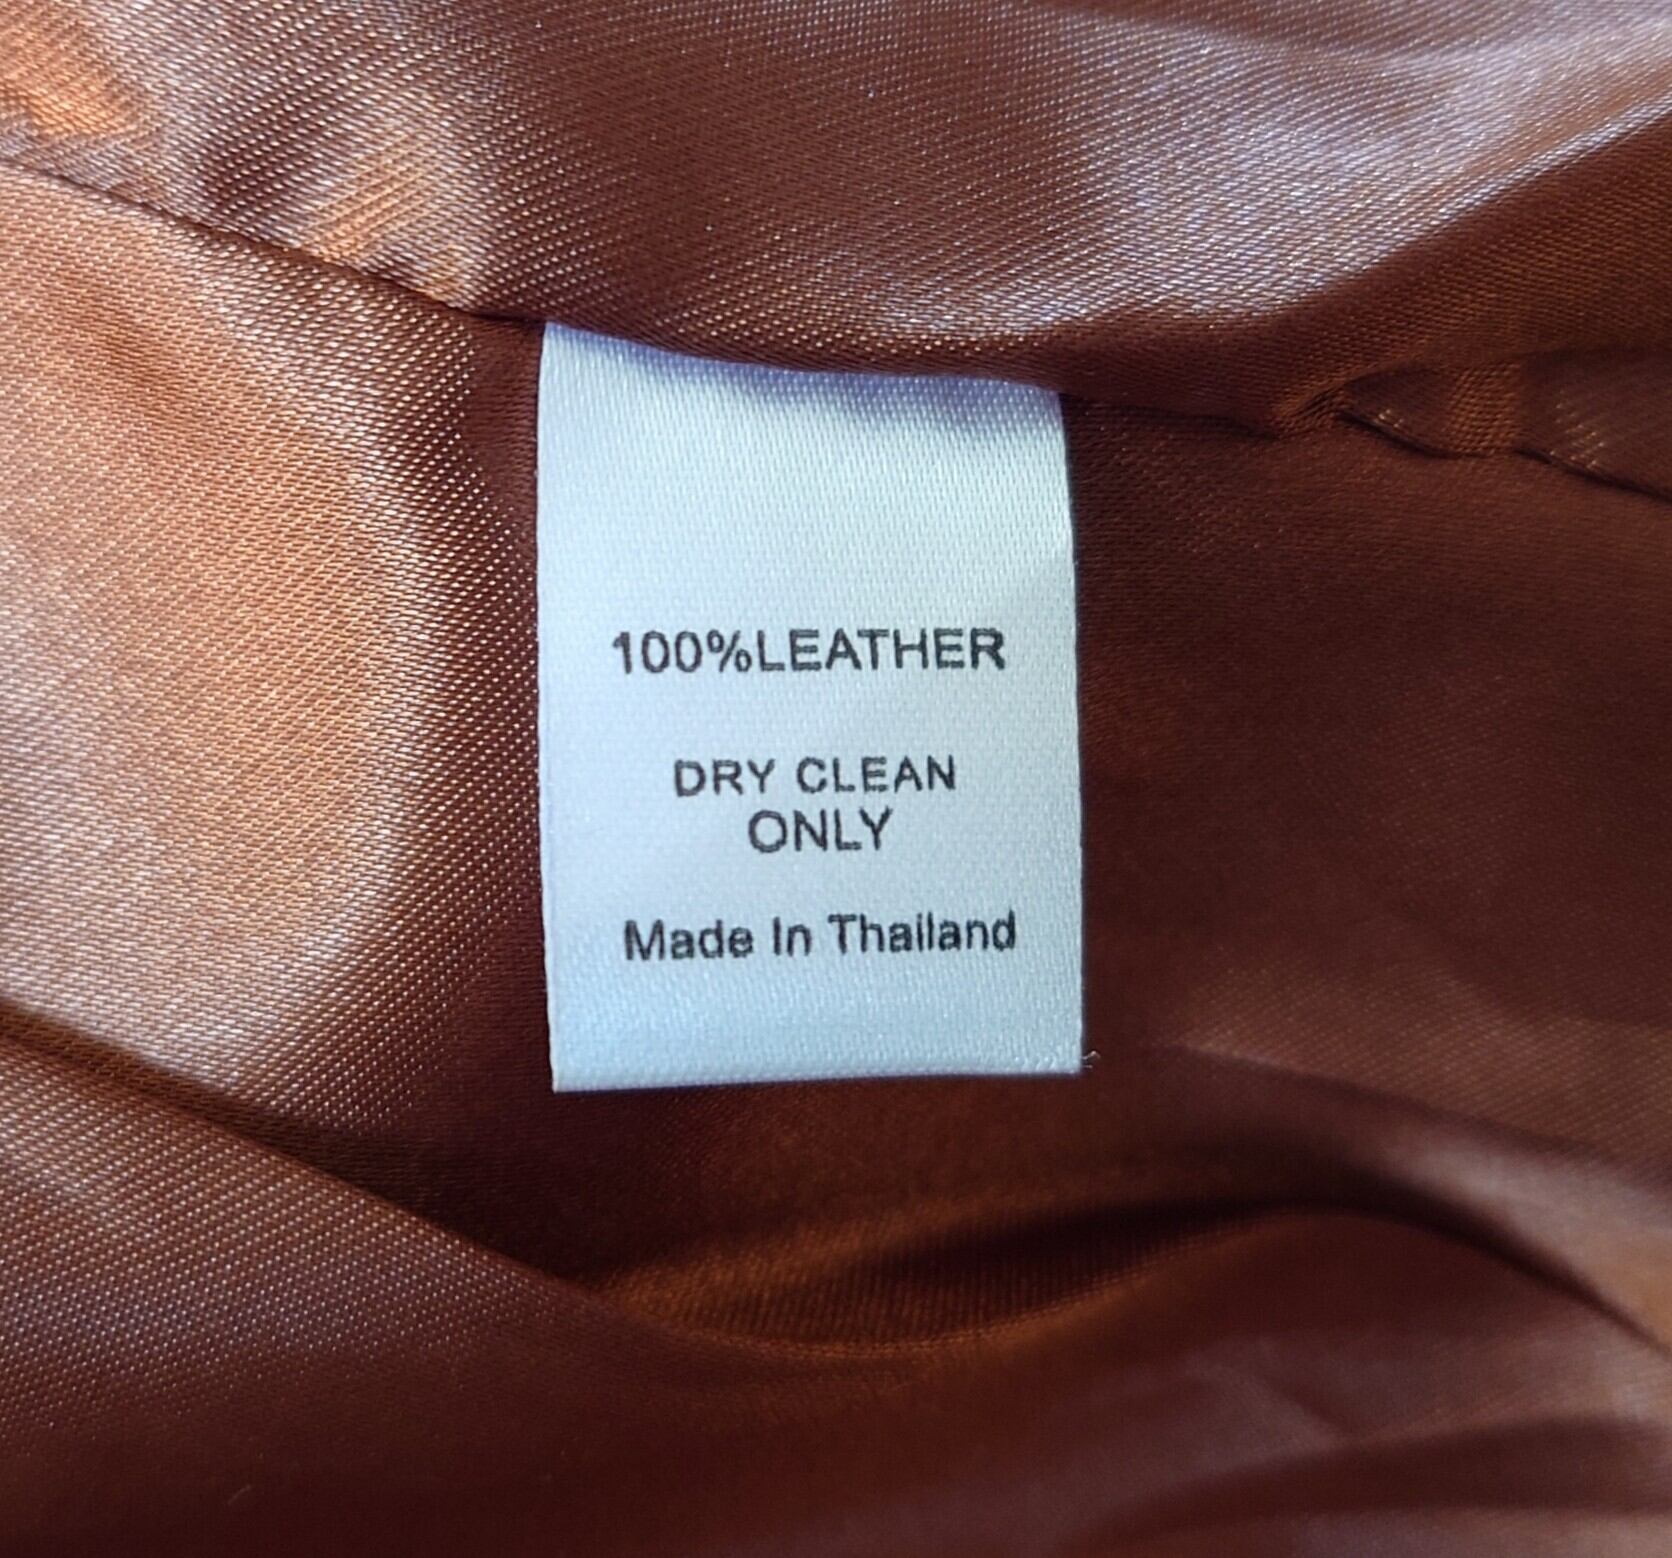 100%LEATHER
DRY CLEAN
ONLY
Made In Thailand